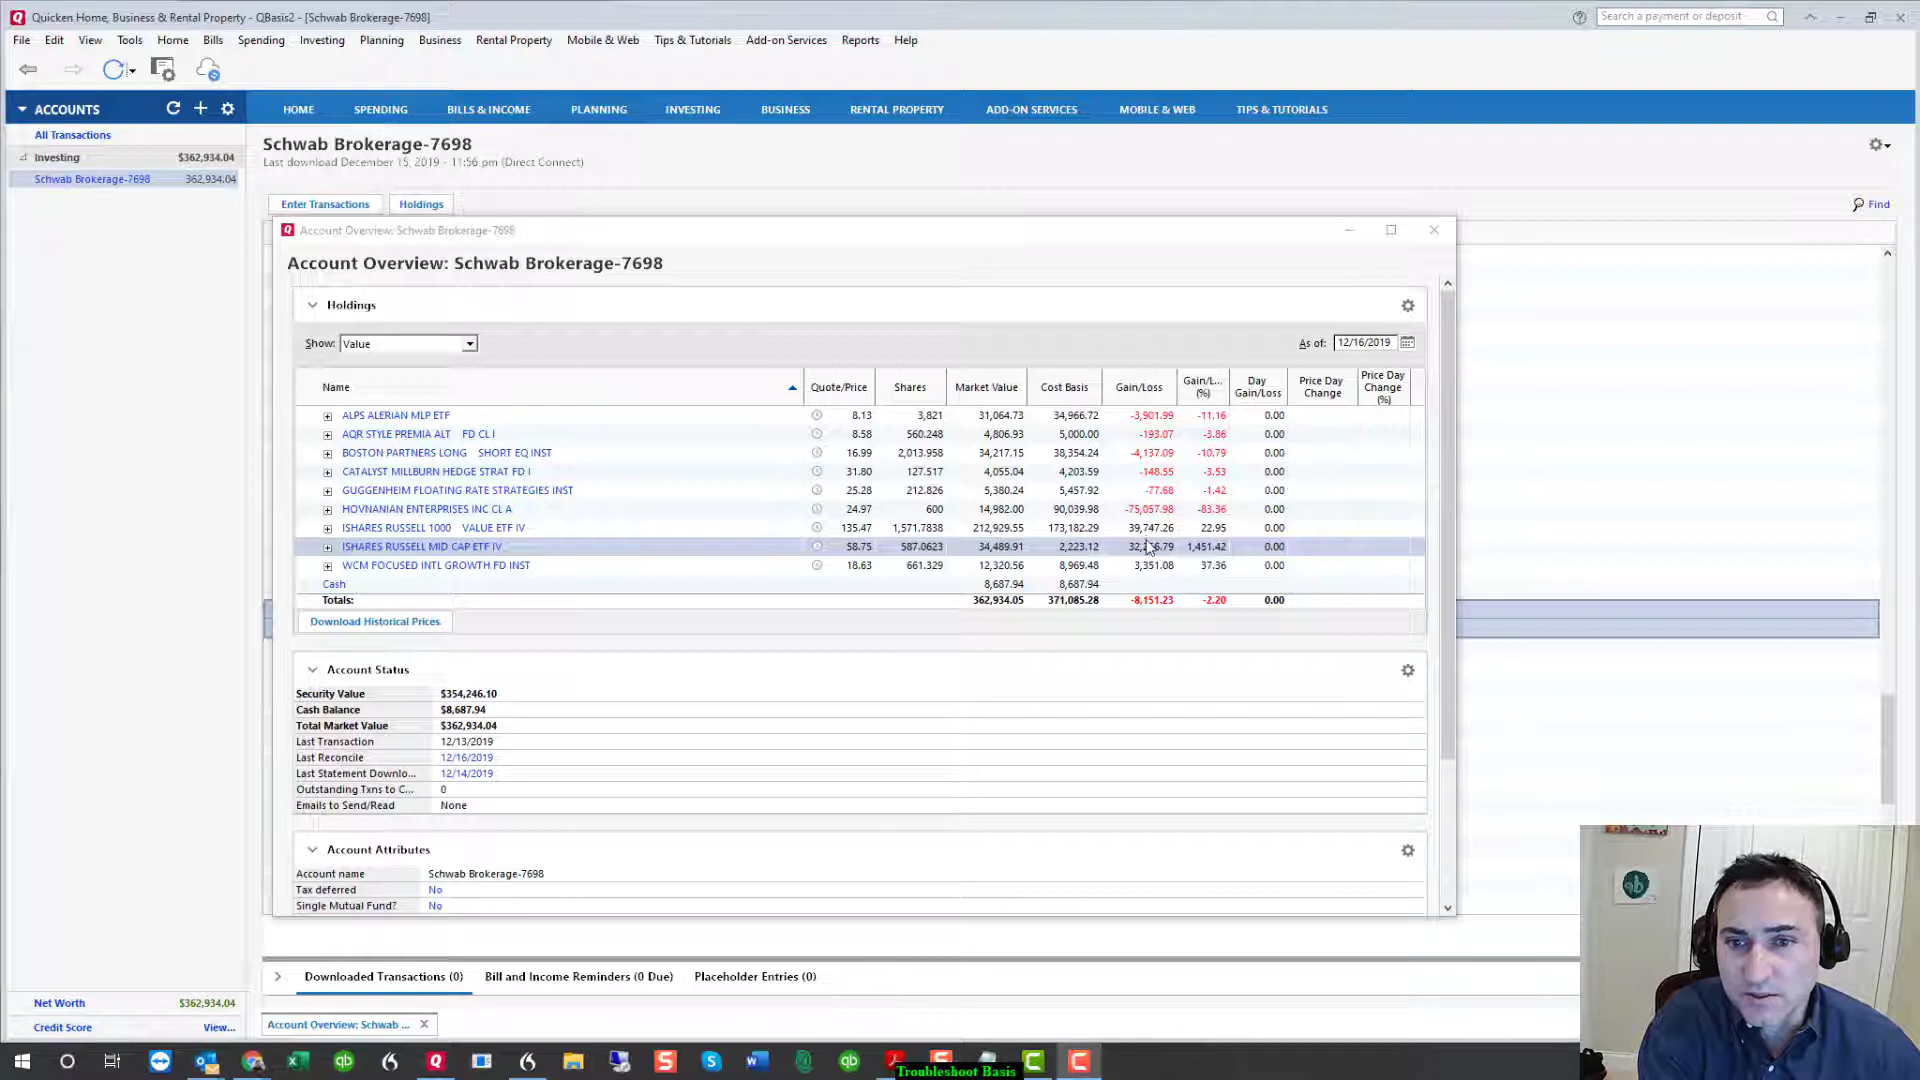 Quicken Home, Business & Rental Property - QBasis2 - [Schwab Brokerage-7698]
Search a payment or deposit
File Edit View Tools Home Bills Spending Investing Planning Business Rental Property Mobile & Web Tips & Tutorials Add-on Services Reports Help
ACCOUNTS
HOME SPENDING BILLS & INCOME PLANNING INVESTING BUSINESS RENTAL PROPERTY ADD-ON SERVICES MOBILE & WEB TIPS & TUTORIALS
All Transactions
Investing $362,934.04
Schwab Brokerage-7698 362,934.04
Schwab Brokerage-7698
Last download December 15, 2019 - 11:56 pm (Direct Connect)
Enter Transactions Holdings Find
Account Overview: Schwab Brokerage-7698
Account Overview: Schwab Brokerage-7698
Holdings
Show: Value As of: 12/16/2019
Name Quote/Price Shares Market Value Cost Basis Gain/Loss Gain/L... (%) Day Gain/Loss Price Day Change Price Day Change (%)
ALPS ALERIAN MLP ETF 8.13 3,821 31,064.73 34,966.72 -3,901.99 -11.16 0.00
AQR STYLE PREMIA ALT FD CL I 8.58 560.248 4,806.93 5,000.00 -193.07 -3.86 0.00
BOSTON PARTNERS LONG SHORT EQ INST 16.99 2,013.958 34,217.15 38,354.24 -4,137.09 -10.79 0.00
CATALYST MILLBURN HEDGE STRAT FD I 31.80 127.517 4,055.04 4,203.59 -148.55 -3.53 0.00
GUGGENHEIM FLOATING RATE STRATEGIES INST 25.28 212.826 5,380.24 5,457.92 -77.68 -1.42 0.00
HOVNANIAN ENTERPRISES INC CL A 24.97 600 14,982.00 90,039.98 -75,057.98 -83.36 0.00
ISHARES RUSSELL 1000 VALUE ETF IV 135.47 1,571.7838 212,929.55 173,182.29 39,747.26 22.95 0.00
ISHARES RUSSELL MID CAP ETF IV 58.75 587.0623 34,489.91 2,223.12 1,451.42 0.00
WCM FOCUSED INTL GROWTH FD INST 18.63 661.329 12,320.56 8,969.48 3,351.08 37.36 0.00
Cash 8,687.94 8,687.94
Totals: 362,934.05 371,085.28 -8,151.23 -2.20 0.00
Download Historical Prices
Account Status
Security Value $354,246.10
Cash Balance $8,687.94
Total Market Value $362,934.04
Last Transaction 12/13/2019
Last Reconcile 12/16/2019
Last Statement Downlo... 12/14/2019
Outstanding Txns to C... 0
Emails to Send/Read None
Account Attributes
Account name Schwab Brokerage-7698
Tax deferred No
Single Mutual Fund? No
Downloaded Transactions (0) Bill and Income Reminders (0 Due) Placeholder Entries (0)
Net Worth $362,934.04
Credit Score View...
Account Overview: Schwab ...
Troubleshoot Basis